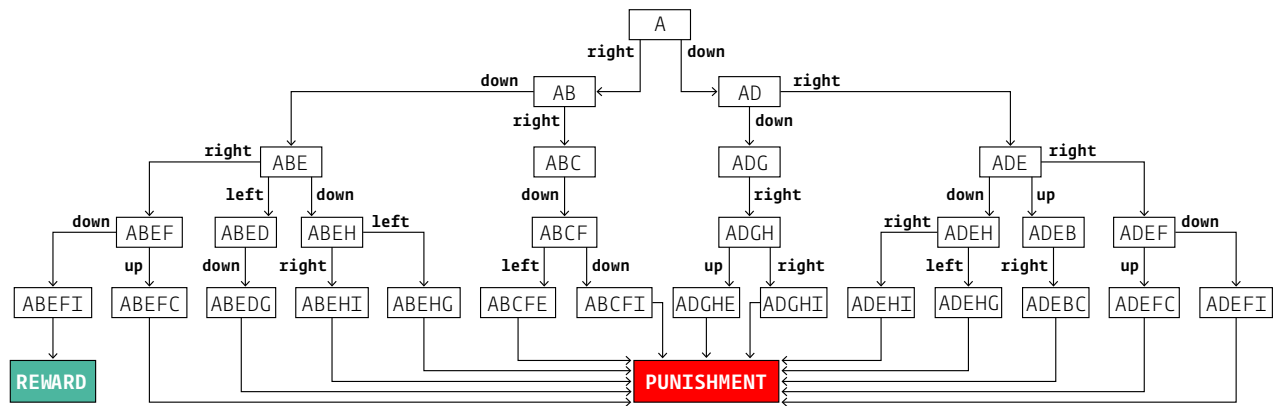 A
right down
down AB AD right
right down
right ABE ABC ADG ADE right
left down down right down up
down ABEF ABED ABEH left ABCF ADGH right ADEH ADEB ADEF down
up down right left down up right left right up
ABEFI ABEFC ABEDG ABEHI ABEHG ABCFE ABCFI ADGHE ADGHI ADEHI ADEHG ADEBC ADEFC ADEFI
REWARD PUNISHMENT